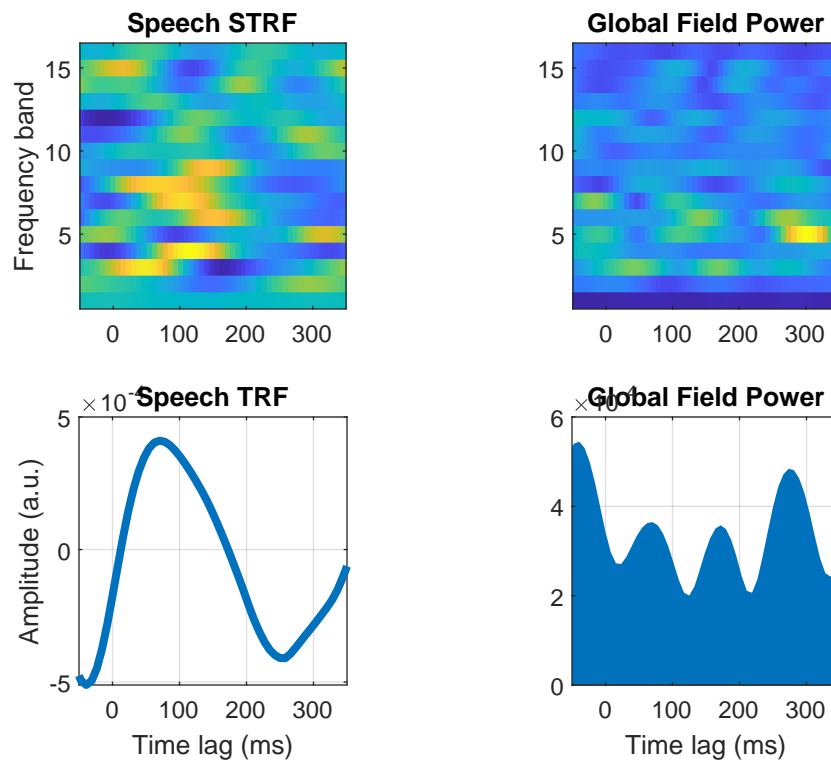 Speech STRF
Global Field Power
Frequency band
15
10
5
0 100 200 300
15
10
5
0 100 200 300
Speech TRF
Global Field Power
× 10-4
Amplitude (a.u.)
5
0
-5
0 100 200 300
Time lag (ms)
6
4
2
0
0 100 200 300
Time lag (ms)